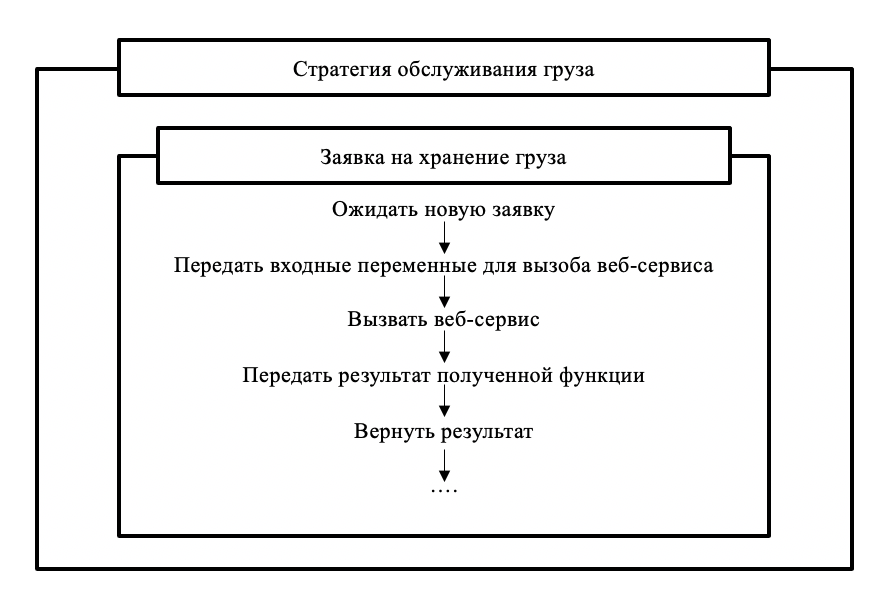 Стратегия обслуживания груза
Заявка на хранение груза
Ожидать новую заявку
Передать входные переменные для вызоба веб-сервиса
Вызвать веб-сервис
Передать результат полученной функции
Вернуть результат
....